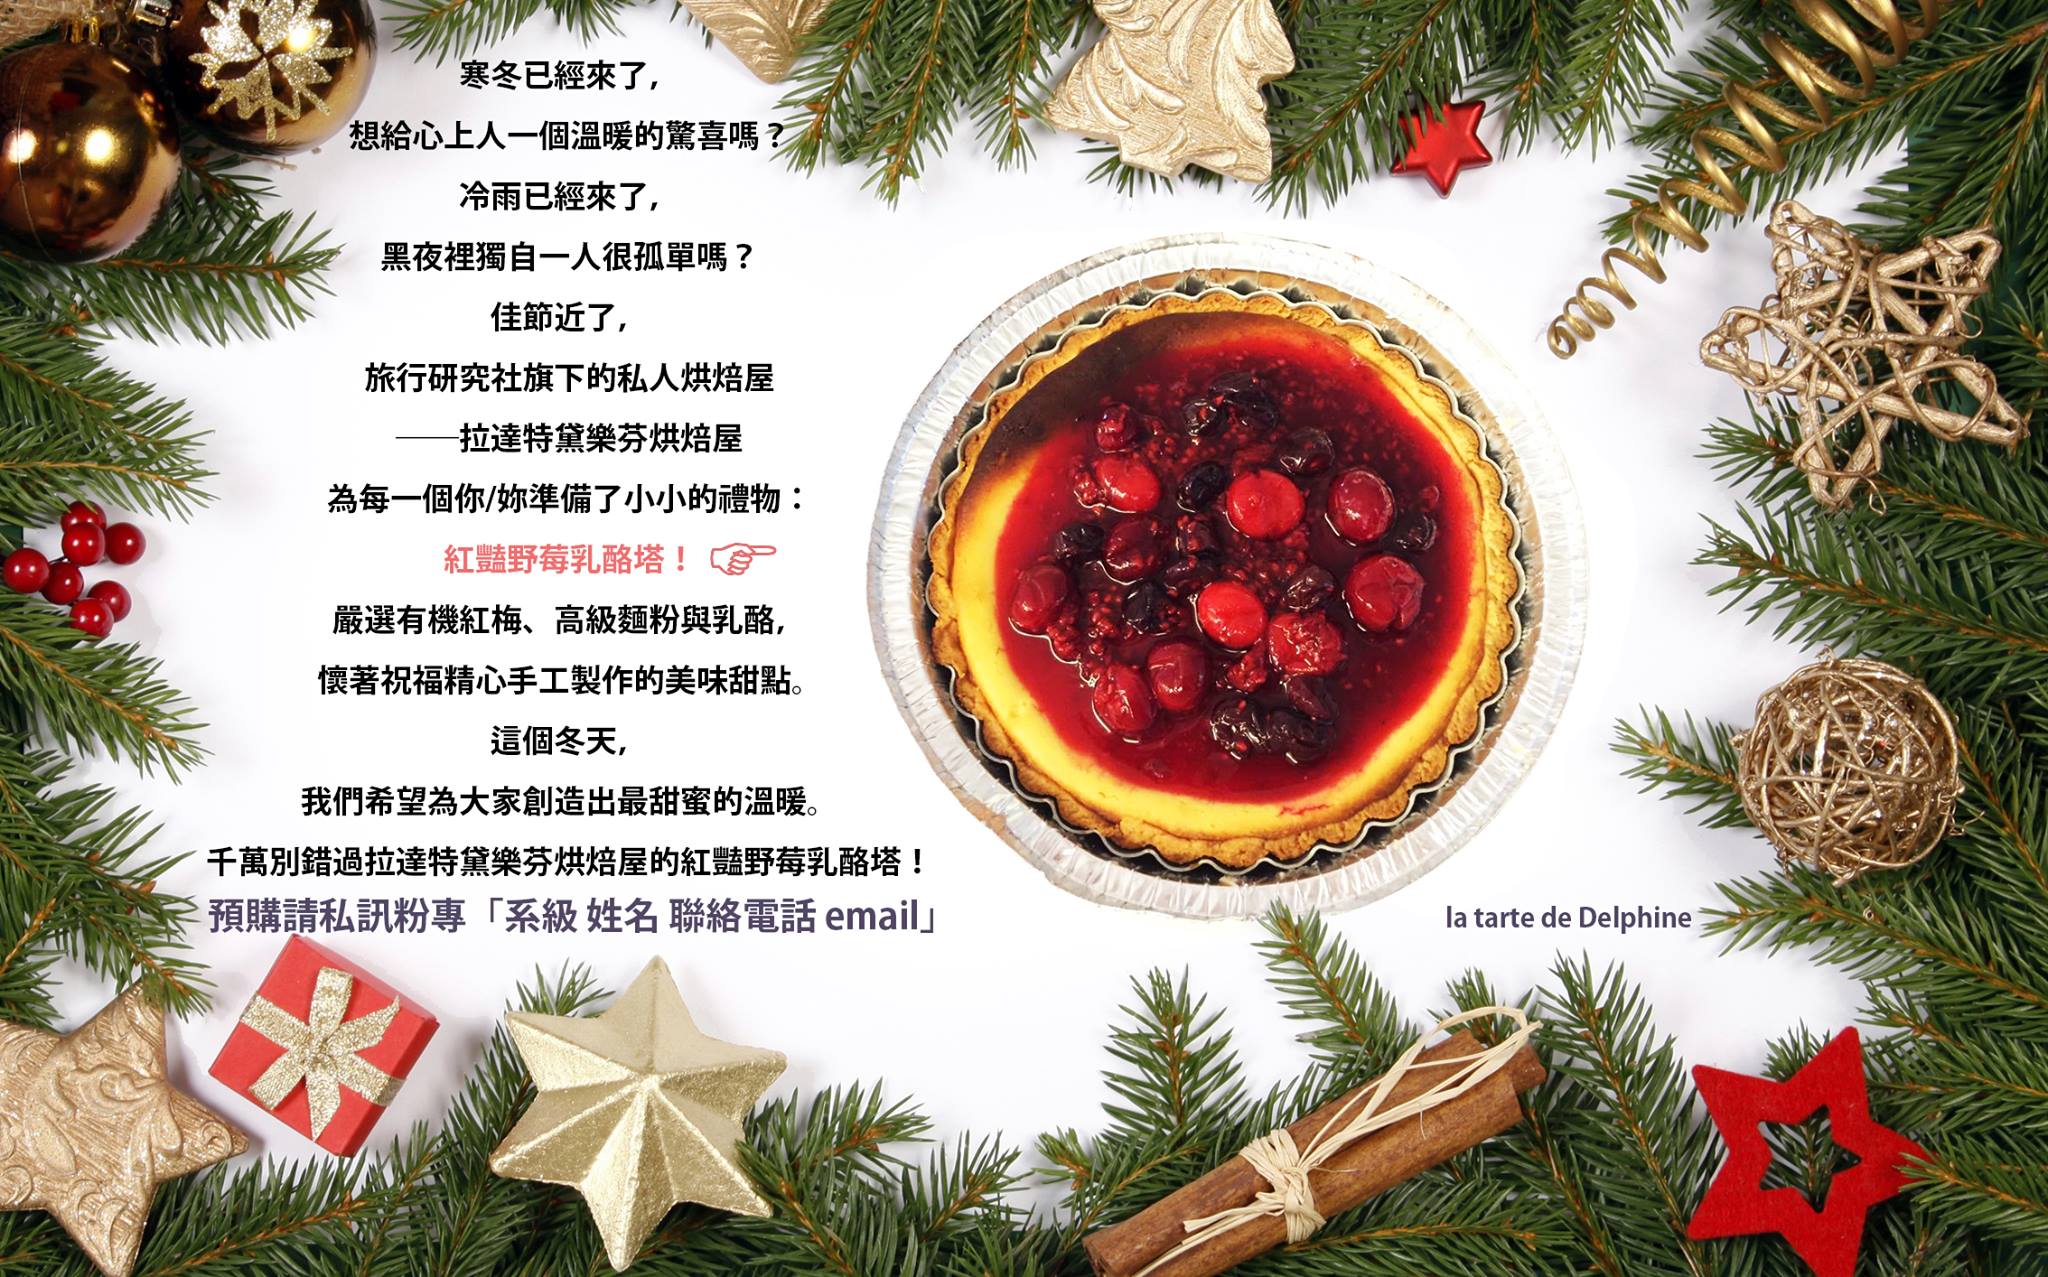 寒冬已經來了,
想給心上人一個溫暖的驚喜嗎？
冷雨已經來了,
黑夜裡獨自一人很孤單嗎？
佳節近了,
旅行研究社旗下的私人烘焙屋
——拉達特黛樂芬烘焙屋
為每一個你/妳準備了小小的禮物：
紅豔野莓乳酪塔！
嚴選有機紅梅、高級麵粉與乳酪,
懷著祝福精心手工製作的美味甜點。
這個冬天,
我們希望為大家創造出最甜蜜的溫暖。
千萬別錯過拉達特黛樂芬烘焙屋的紅豔野莓乳酪塔！
預購請私訊粉專「系級 姓名 聯絡電話 email」
la tarte de Delphine